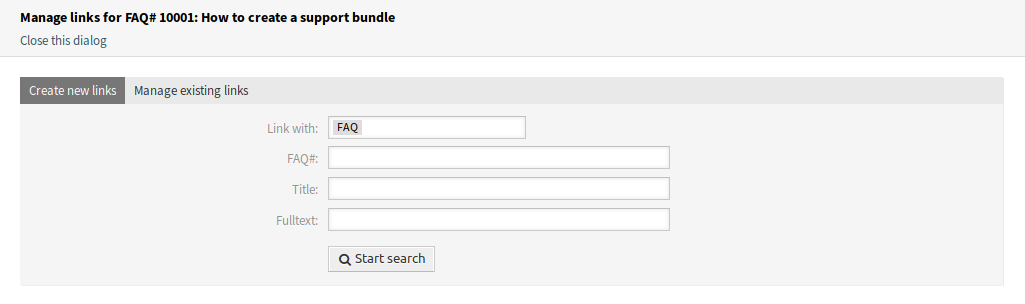 Manage links for FAQ# 10001: How to create a support bundle
Close this dialog
Create new links Manage existing links
Link with: FAQ
FAQ#:
Title:
Fulltext:
Start search